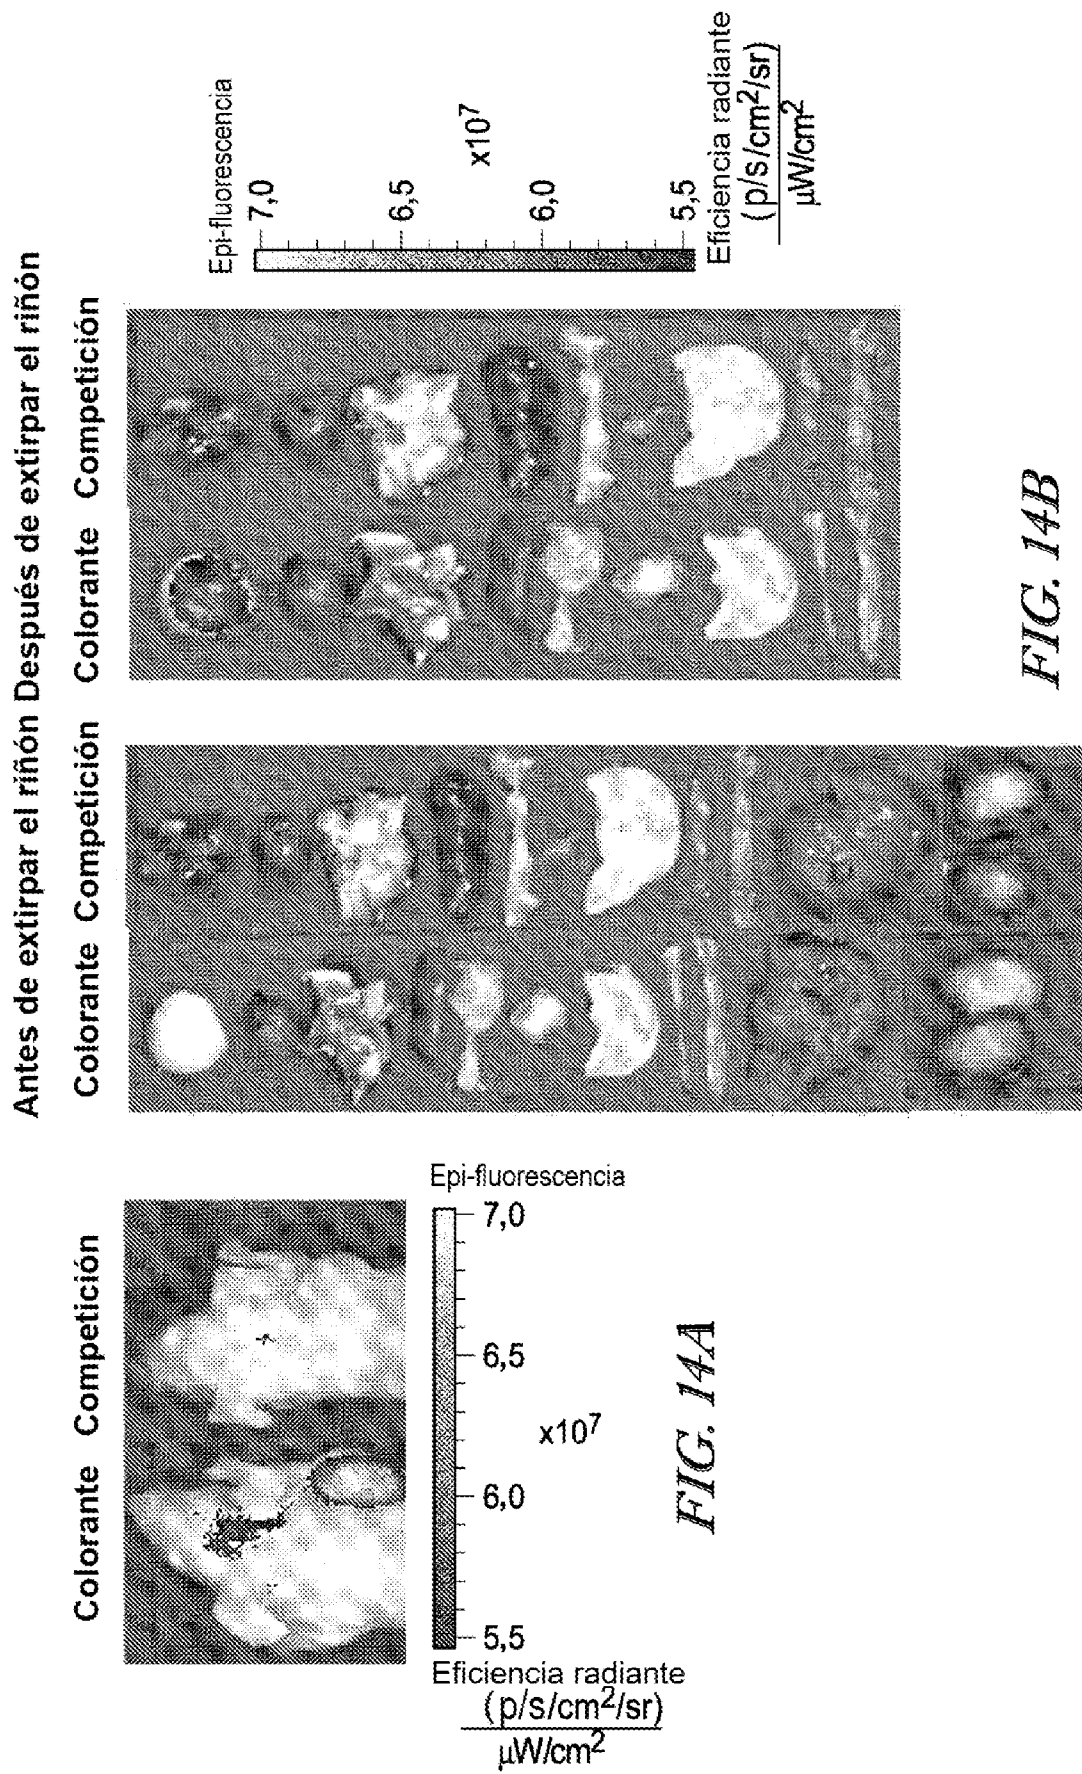 Colorante Competición
Epi-fluorescencia
7,0
6,5
6,0
5,5
x10⁷
Eficiencia radiante
(p/s/cm²/sr)
µW/cm²
FIG. 14A
Antes de extirpar el riñón Después de extirpar el riñón
Colorante Competición Colorante Competición
Epi-fluorescencia
7,0
6,5
6,0
5,5
x10⁷
Eficiencia radiante
(p/s/cm²/sr)
µW/cm²
FIG. 14B